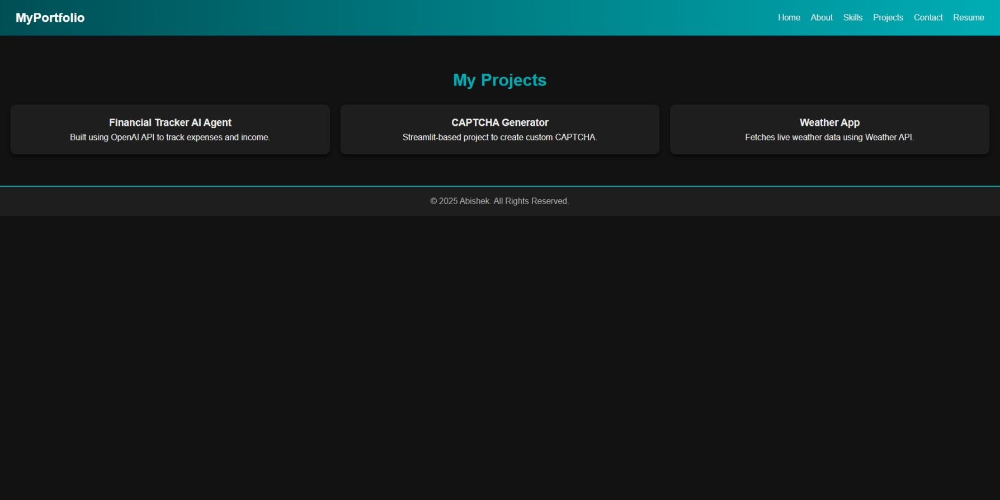 MyPortfolio
Home About Skills Projects Contact Resume
My Projects
Financial Tracker AI Agent
Built using OpenAI API to track expenses and income.
CAPTCHA Generator
Streamlit-based project to create custom CAPTCHA.
Weather App
Fetches live weather data using Weather API.
© 2025 Abishek. All Rights Reserved.